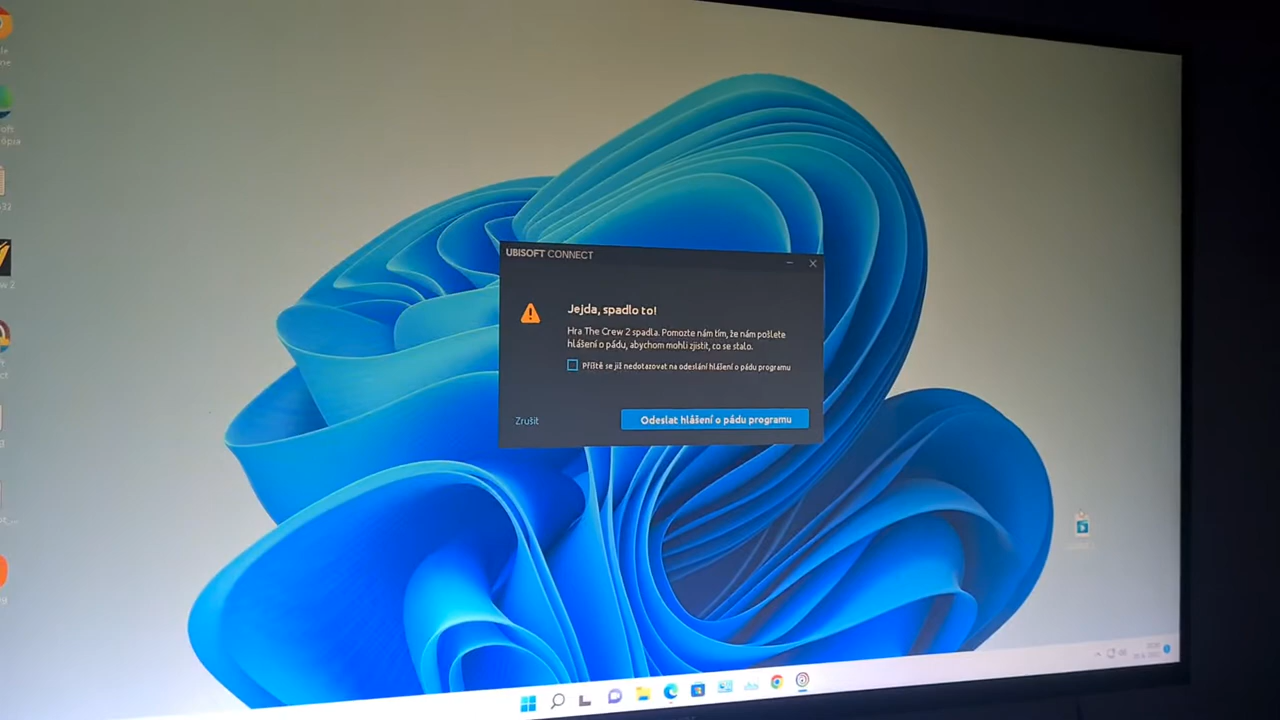 UBISOFT CONNECT
Jejda, spadlo to!
Hra The Crew 2 spadla. Pomozte nám tím, že nám pošlete
hlášení o pádu, abychom mohli zjistit, co se stalo.
Příště se již nedotazovat na odeslání hlášení o pádu programu
Zrušit
Odeslat hlášení o pádu programu